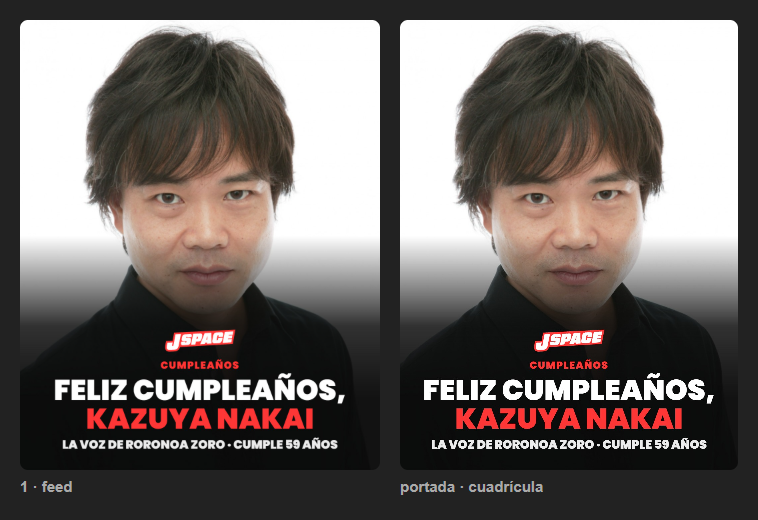 JSPACE
CUMPLEAÑOS
FELIZ CUMPLEAÑOS,
KAZUYA NAKAI
LA VOZ DE RORONOA ZORO · CUMPLE 59 AÑOS
1 · feed
JSPACE
CUMPLEAÑOS
FELIZ CUMPLEAÑOS,
KAZUYA NAKAI
LA VOZ DE RORONOA ZORO · CUMPLE 59 AÑOS
portada · cuadrícula